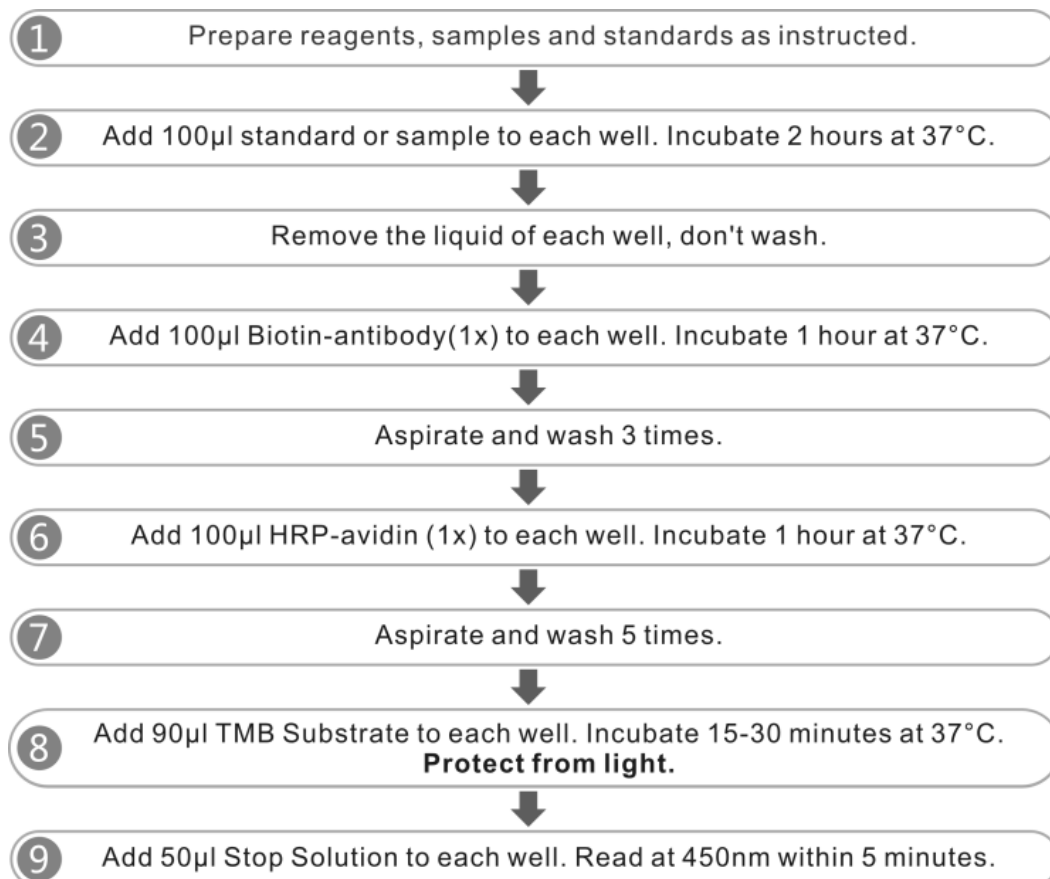 1 Prepare reagents, samples and standards as instructed.
2 Add 100µl standard or sample to each well. Incubate 2 hours at 37°C.
3 Remove the liquid of each well, don't wash.
4 Add 100µl Biotin-antibody(1x) to each well. Incubate 1 hour at 37°C.
5 Aspirate and wash 3 times.
6 Add 100µl HRP-avidin (1x) to each well. Incubate 1 hour at 37°C.
7 Aspirate and wash 5 times.
8 Add 90µl TMB Substrate to each well. Incubate 15-30 minutes at 37°C.
Protect from light.
9 Add 50µl Stop Solution to each well. Read at 450nm within 5 minutes.